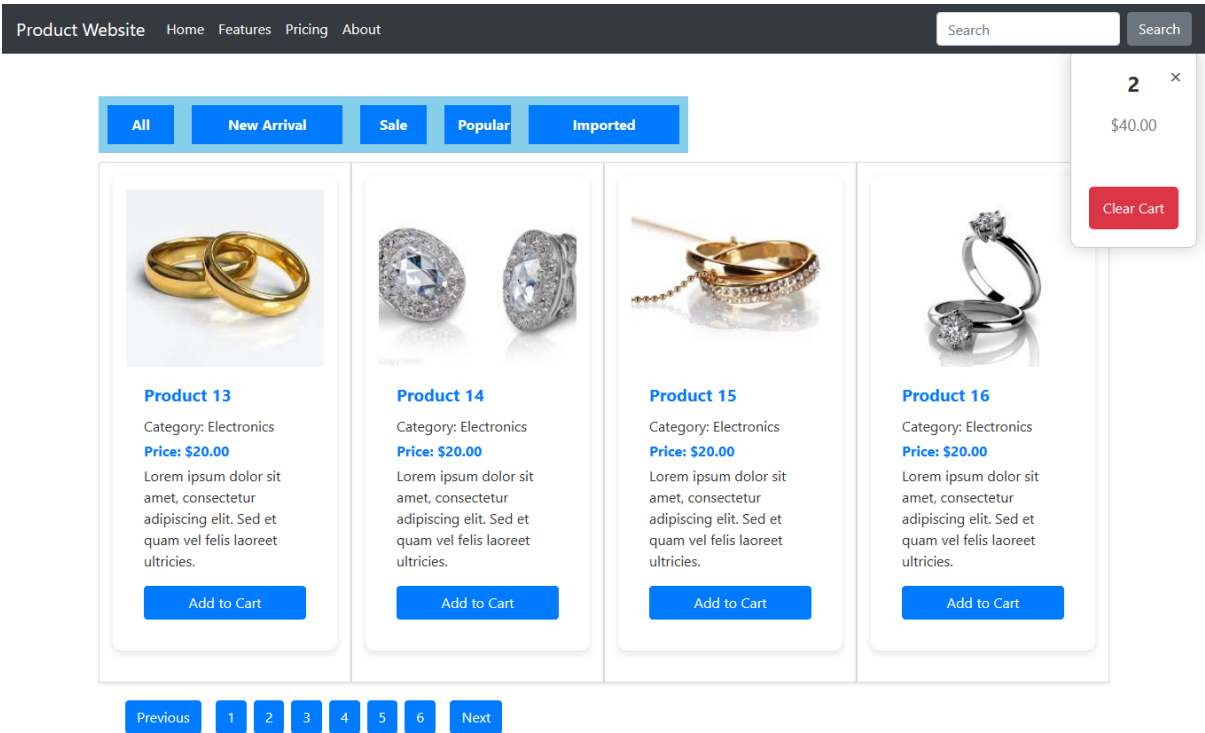 Product Website Home Features Pricing About Search Search
2 ×
$40.00
Clear Cart
All New Arrival Sale Popular Imported
Product 13
Category: Electronics
Price: $20.00
Lorem ipsum dolor sit
amet, consectetur
adipiscing elit. Sed et
quam vel felis laoreet
ultricies.
Add to Cart
Product 14
Category: Electronics
Price: $20.00
Lorem ipsum dolor sit
amet, consectetur
adipiscing elit. Sed et
quam vel felis laoreet
ultricies.
Add to Cart
Product 15
Category: Electronics
Price: $20.00
Lorem ipsum dolor sit
amet, consectetur
adipiscing elit. Sed et
quam vel felis laoreet
ultricies.
Add to Cart
Product 16
Category: Electronics
Price: $20.00
Lorem ipsum dolor sit
amet, consectetur
adipiscing elit. Sed et
quam vel felis laoreet
ultricies.
Add to Cart
Previous 1 2 3 4 5 6 Next